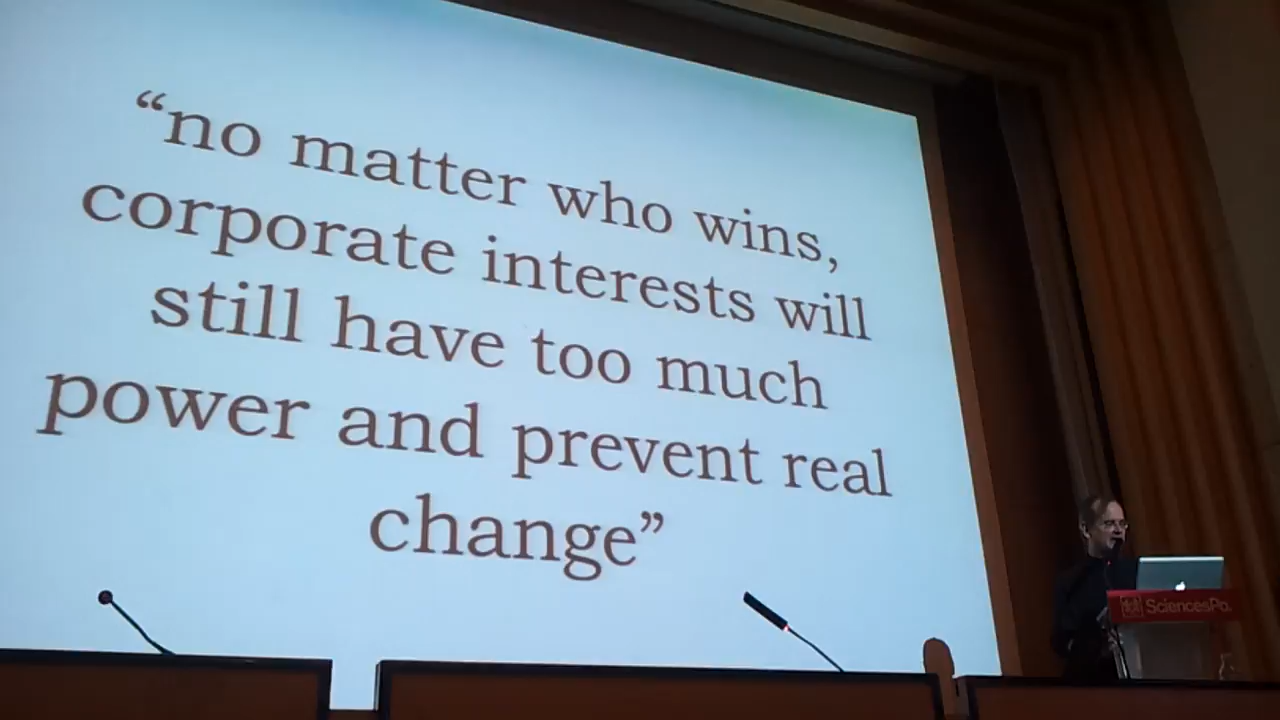 “no matter who wins,
corporate interests will
still have too much
power and prevent real
change”
SciencesPo.